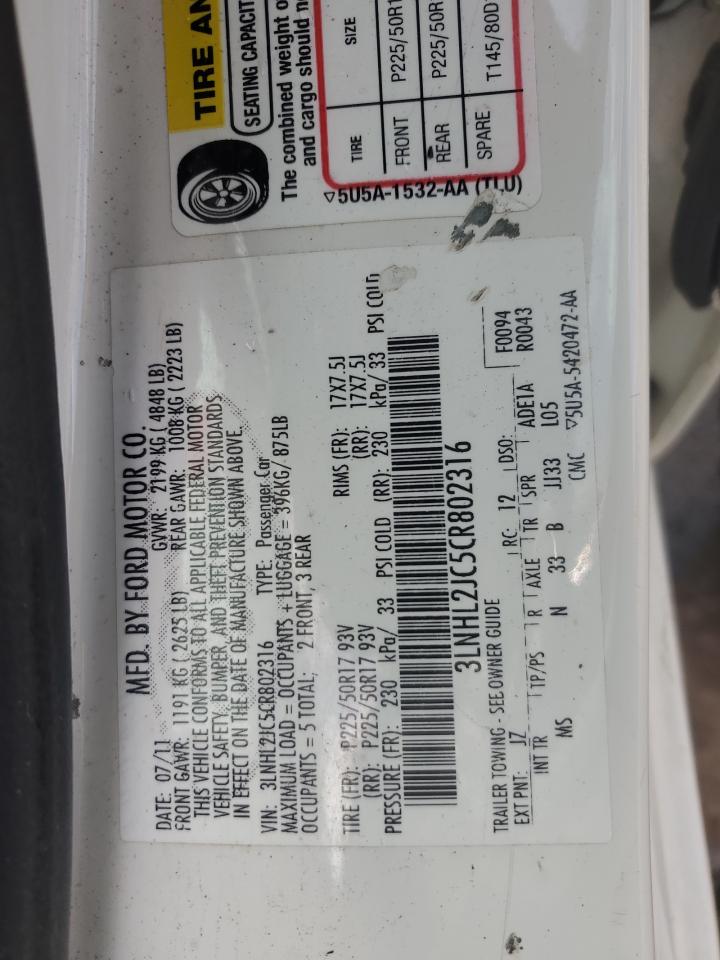 TIRE AN
SEATING CAPACIT
The combined weight o
and cargo should n
TIRE SIZE
FRONT P225/50R1
REAR P225/50R1
SPARE T145/80D
▽5U5A-1532-AA (TLU)
MFD. BY FORD MOTOR CO.
DATE: 07/11 GVWR: 2199 KG ( 4848 LB)
FRONT GAWR: 1191 KG ( 2625 LB) REAR GAWR: 1008 KG ( 2223 LB)
THIS VEHICLE CONFORMS TO ALL APPLICABLE FEDERAL MOTOR
VEHICLE SAFETY, BUMPER, AND THEFT PREVENTION STANDARDS
IN EFFECT ON THE DATE OF MANUFACTURE SHOWN ABOVE.
VIN: 3LNHL2JC5CR802316 TYPE: Passenger Car
MAXIMUM LOAD = OCCUPANTS + LUGGAGE = 396KG/ 875LB
OCCUPANTS = 5 TOTAL; 2 FRONT, 3 REAR
TIRE (FR): P225/50R17 93V RIMS (FR): 17X7.5J
(RR): P225/50R17 93V (RR): 17X7.5J
PRESSURE (FR): 230 kPa/ 33 PSI COLD (RR): 230 kPa/ 33 PSI COLD
3LNHL2JC5CR802316
TRAILER TOWING - SEE OWNER GUIDE
F0094
EXT PNT: JZ RC: 12 DSO: R0043
INT TR TP/PS R AXLE TR SPR ADE1A
MS N 33 B JJ33 L05
CMC ▽5U5A-5420472-AA